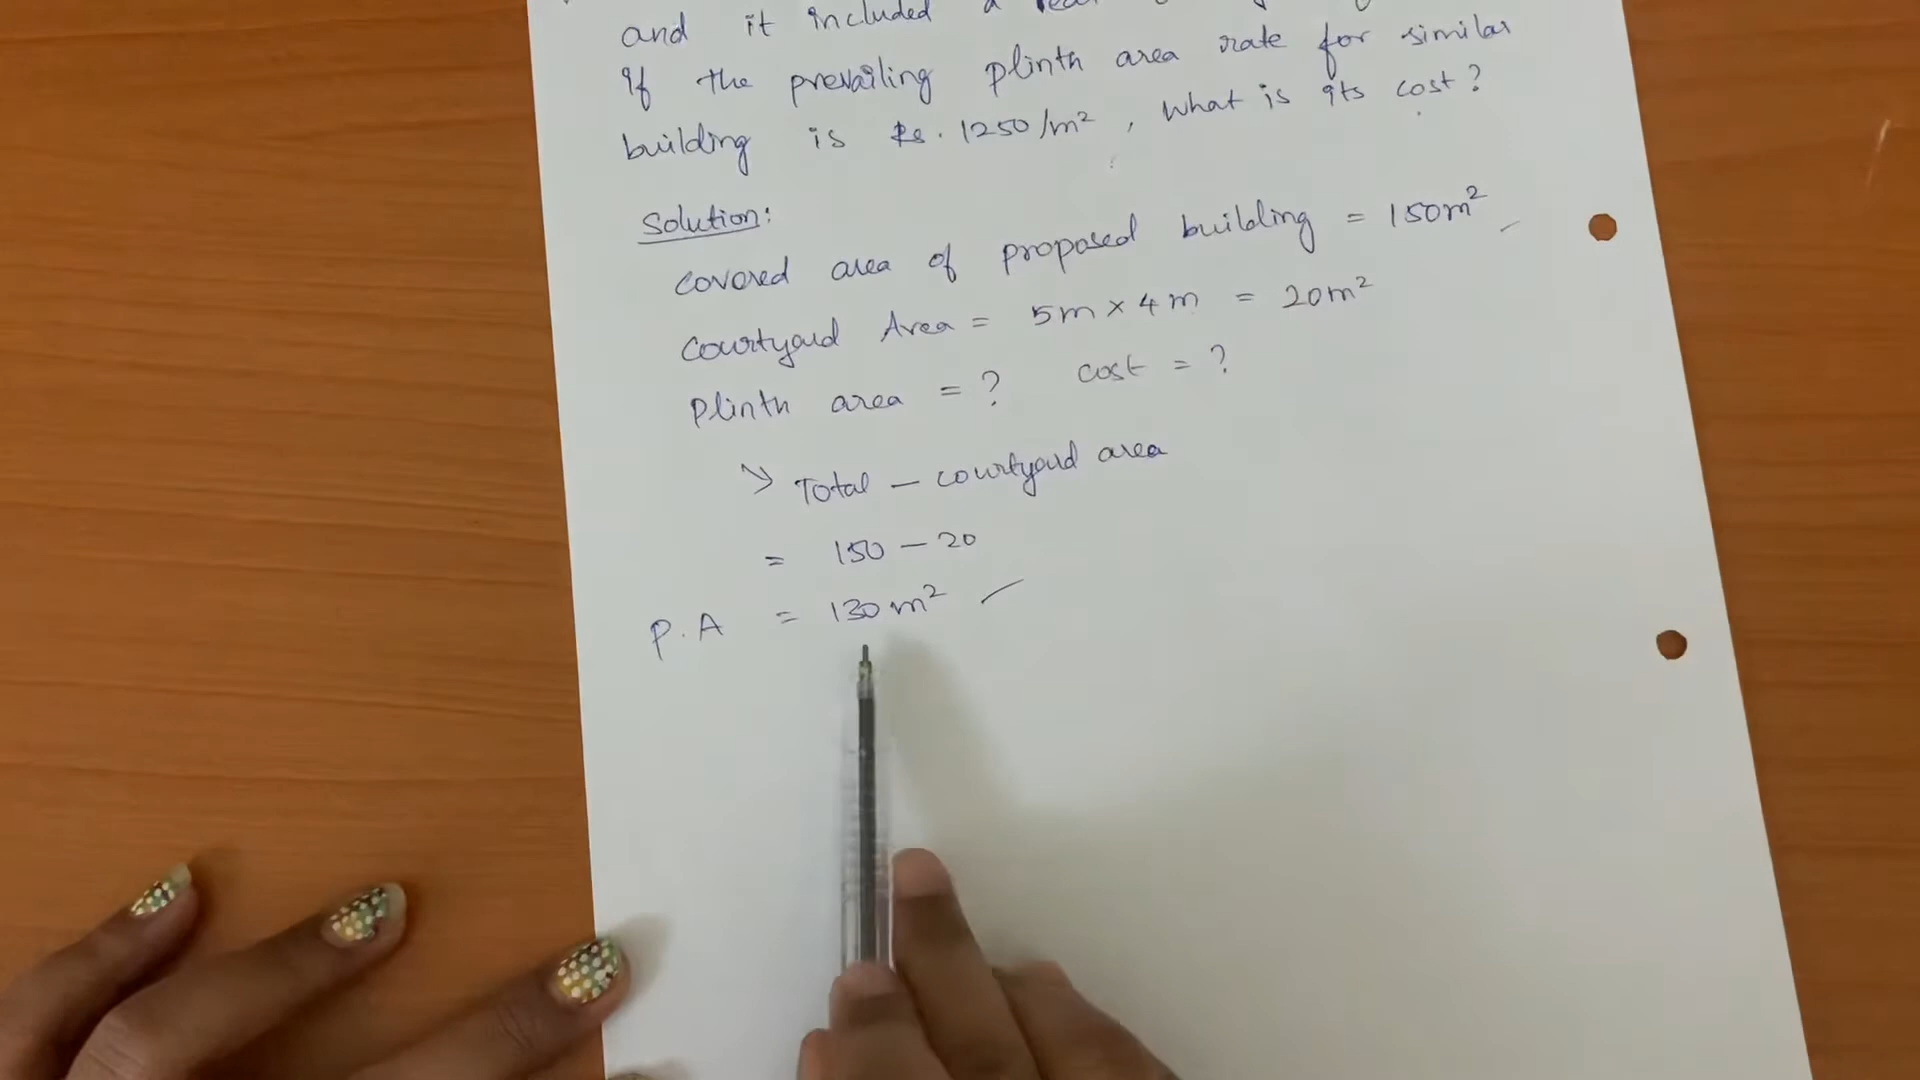 and it included a rear
If the prevailing plinth area rate for similar
building is Rs. 1250/m², What is its cost?
Solution:
Covered area of proposed building = 150m²
Courtyard Area = 5m × 4m = 20m²
Plinth area = ? cost = ?
Total - courtyard area
= 150 - 20
P.A = 130m²